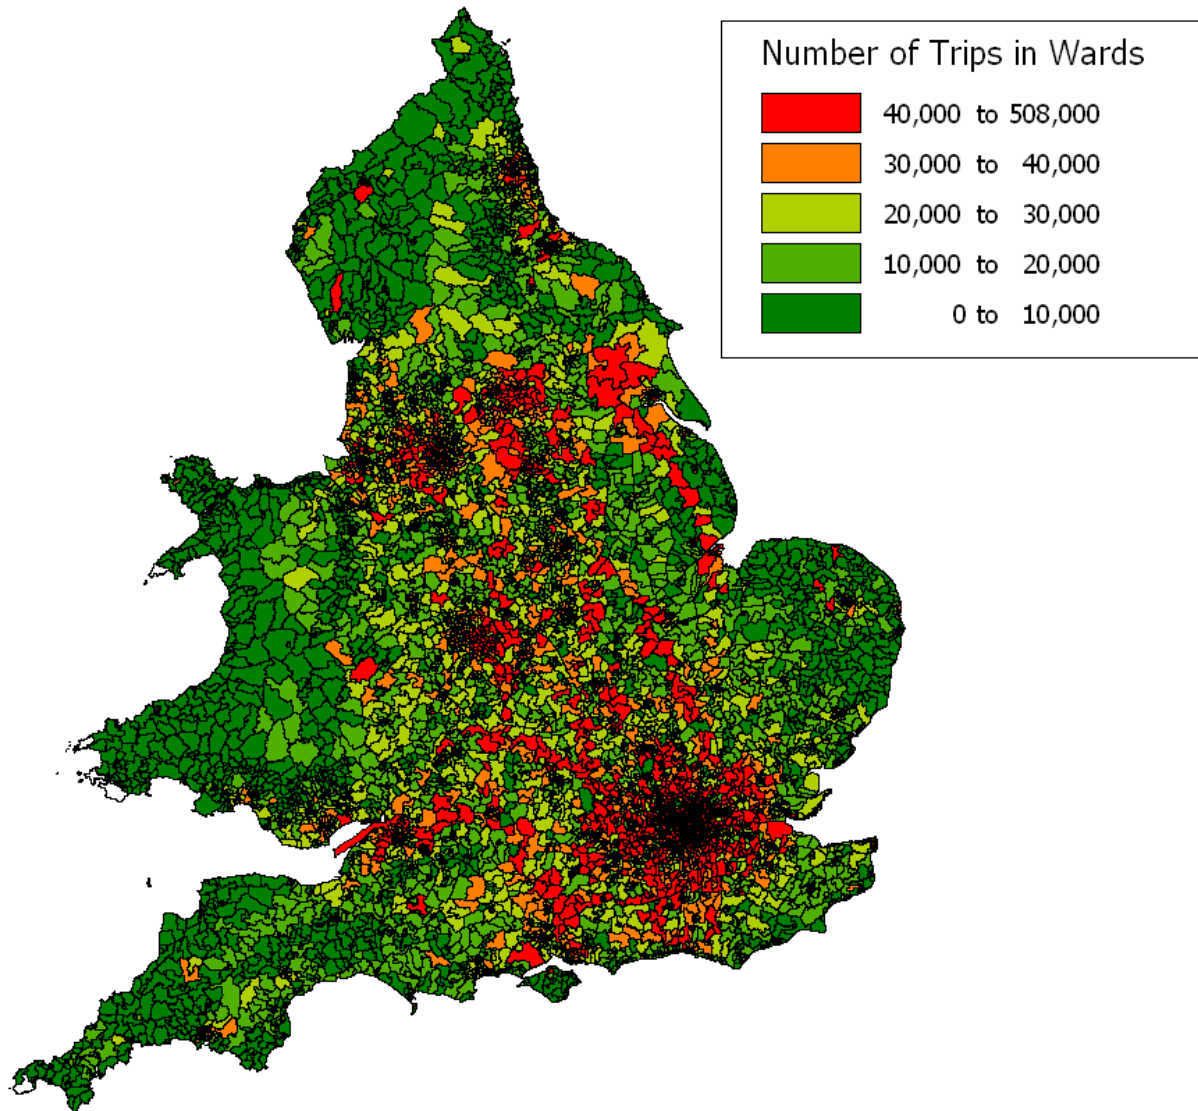 Number of Trips in Wards
40,000 to 508,000
30,000 to 40,000
20,000 to 30,000
10,000 to 20,000
0 to 10,000